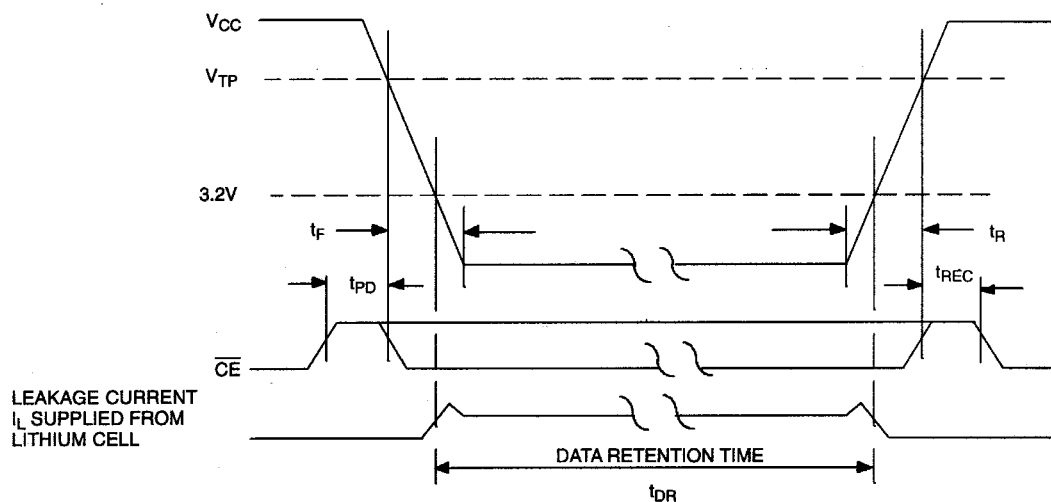 VCC
VTP
3.2V
tF
tR
tPD
tREC
CE
LEAKAGE CURRENT
IL SUPPLIED FROM
LITHIUM CELL
DATA RETENTION TIME
tDR